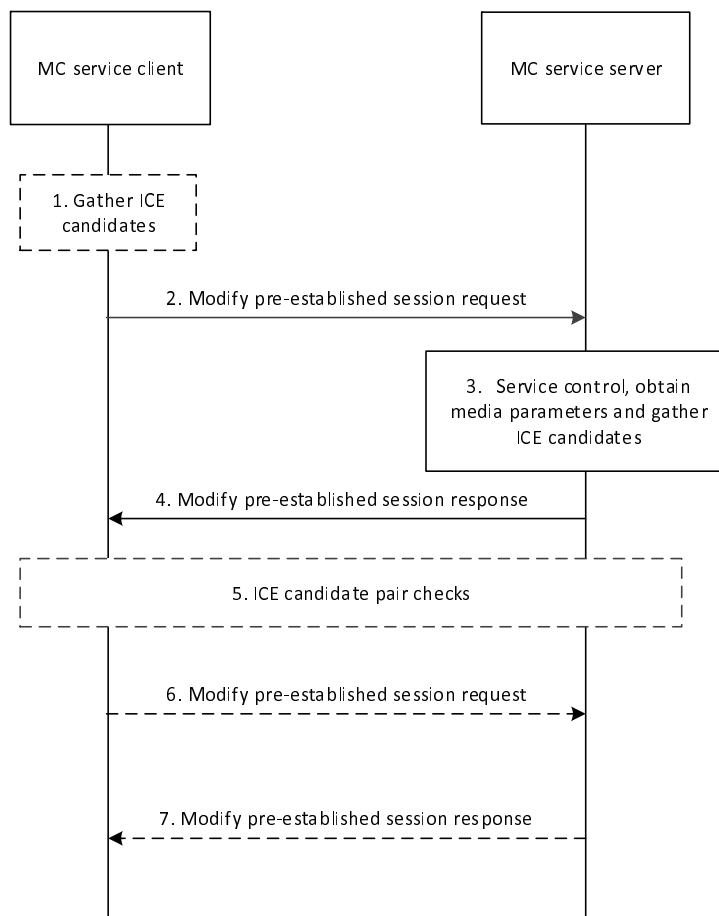 MC service client
MC service server
1. Gather ICE
candidates
2. Modify pre-established session request
3. Service control, obtain
media parameters and gather
ICE candidates
4. Modify pre-established session response
5. ICE candidate pair checks
6. Modify pre-established session request
7. Modify pre-established session response